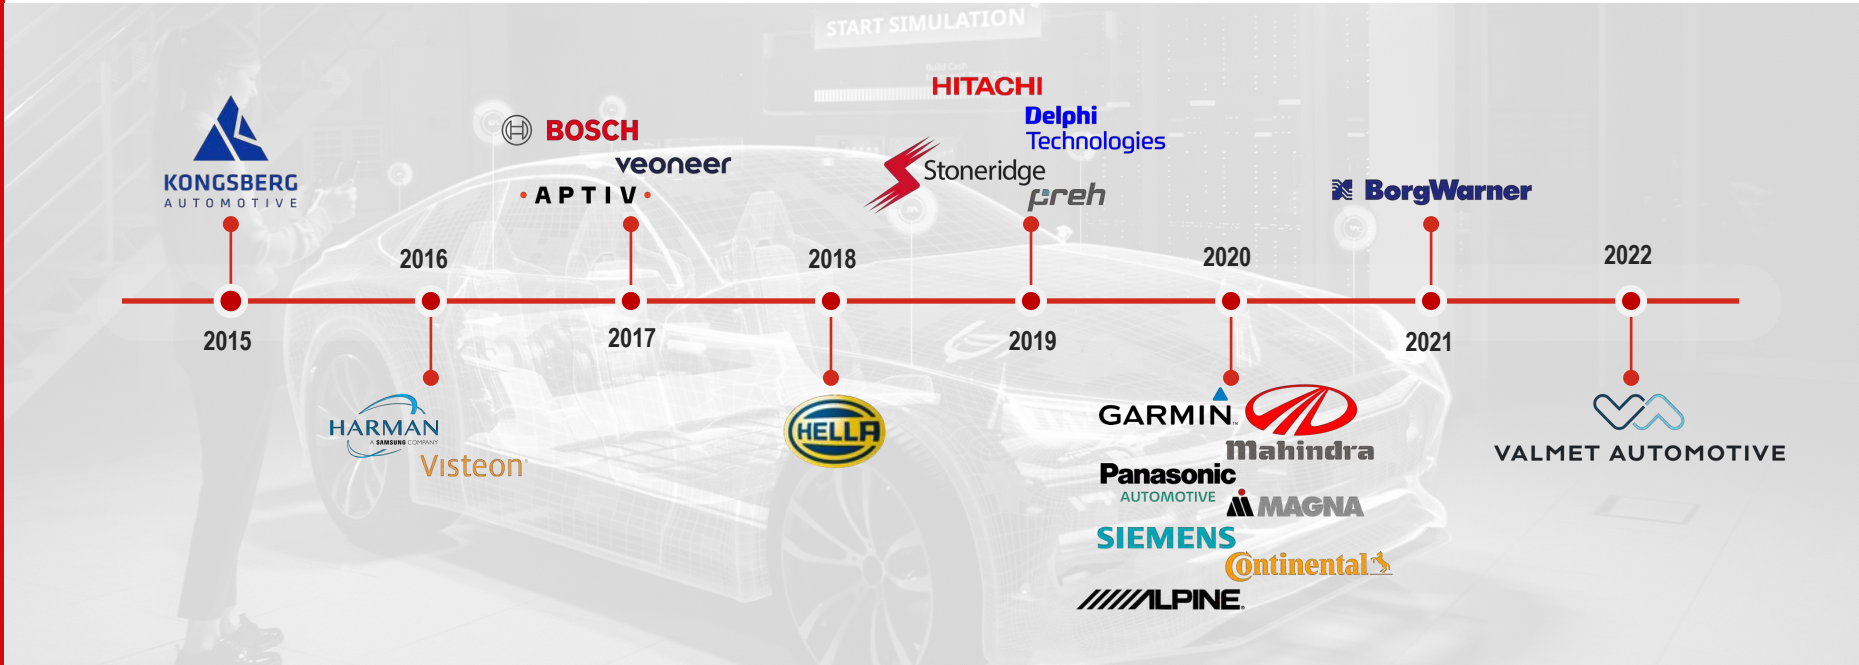 START SIMULATION
KONGSBERG
AUTOMOTIVE
2015
2016
HARMAN
A SAMSUNG COMPANY
Visteon
BOSCH
veoneer
• APTIV •
2017
2018
HELLA
HITACHI
Delphi
Technologies
Stoneridge
preh
2019
2020
GARMIN™
Mahindra
Panasonic
AUTOMOTIVE
MAGNA
SIEMENS
Continental
ALPINE®
BorgWarner
2021
2022
VALMET AUTOMOTIVE